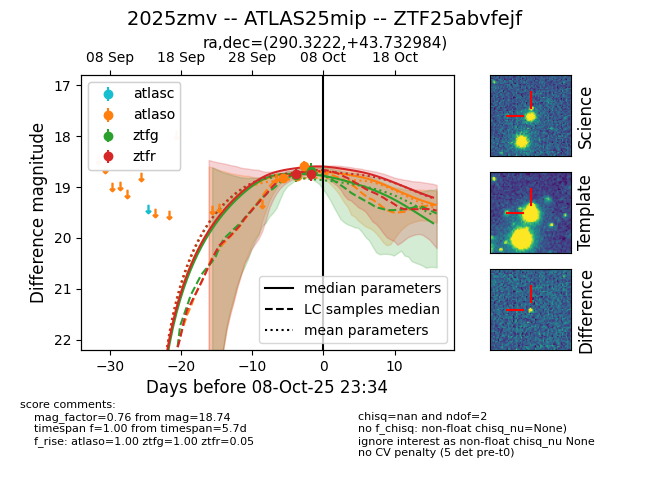 2025zmv -- ATLAS25mip -- ZTF25abvfejf
ra,dec=(290.3222,+43.732984)
08 Sep 18 Sep 28 Sep 08 Oct 18 Oct
17
18
19
20
21
22
Difference magnitude
atlasc
atlaso
ztfg
ztfr
median parameters
LC samples median
mean parameters
−30 −20 −10 0 10
Days before 08-Oct-25 23:34
Science
Template
Difference
score comments:
mag_factor=0.76 from mag=18.74
timespan f=1.00 from timespan=5.7d
f_rise: atlaso=1.00 ztfg=1.00 ztfr=0.05
chisq=nan and ndof=2
no f_chisq: non-float chisq_nu=None)
ignore interest as non-float chisq_nu None
no CV penalty (5 det pre-t0)